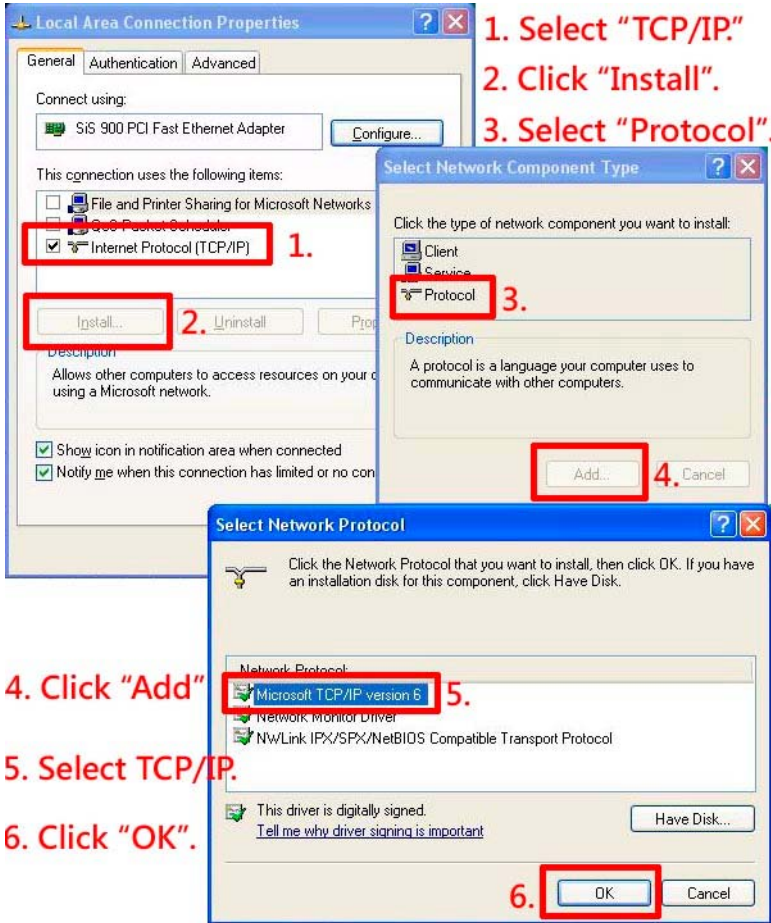 Local Area Connection Properties
General Authentication Advanced
Connect using:
SiS 900 PCI Fast Ethernet Adapter
Configure...
This connection uses the following items:
File and Printer Sharing for Microsoft Networks
QoS Packet Scheduler
Internet Protocol (TCP/IP)
1.
Install...
2.
Uninstall
Description
Allows other computers to access resources on your
using a Microsoft network.
Show icon in notification area when connected
Notify me when this connection has limited or no
1. Select “TCP/IP.”
2. Click “Install”.
3. Select “Protocol”.
Select Network Component Type
Click the type of network component you want to install:
Client
Service
Protocol
3.
Description
A protocol is a language your computer uses to
communicate with other computers.
Add...
4.
Cancel
Select Network Protocol
Click the Network Protocol that you want to install, then click OK. If you have
an installation disk for this component, click Have Disk.
Network Protocol:
Microsoft TCP/IP version 6
5.
Network Monitor Driver
NWLink IPX/SPX/NetBIOS Compatible Transport Protocol
This driver is digitally signed.
Tell me why driver signing is important
Have Disk...
6.
OK
Cancel
4. Click “Add”
5. Select TCP/IP.
6. Click “OK”.